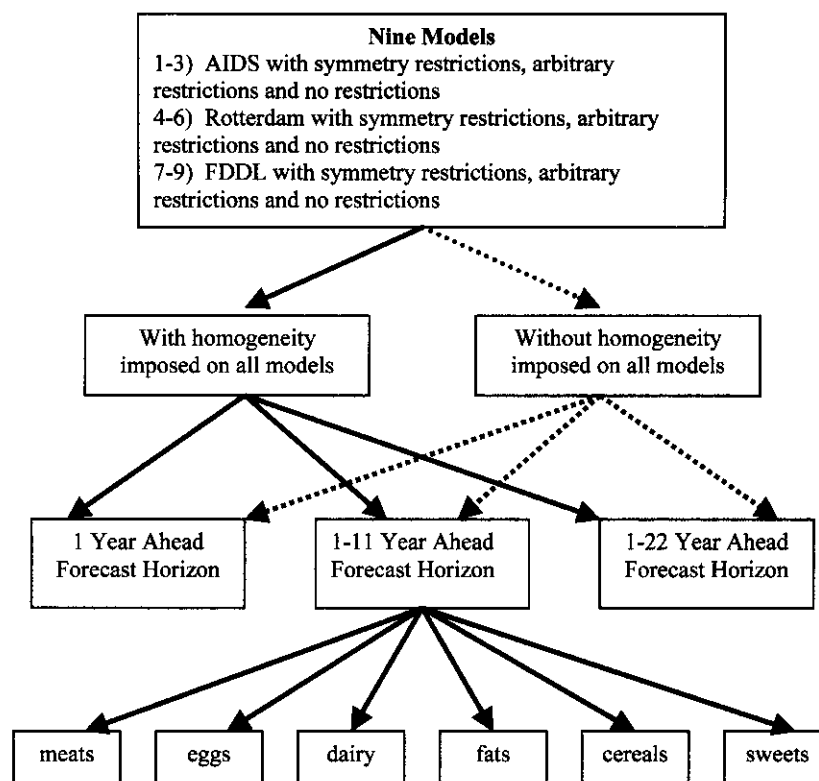 Nine Models
1-3) AIDS with symmetry restrictions, arbitrary
restrictions and no restrictions
4-6) Rotterdam with symmetry restrictions, arbitrary
restrictions and no restrictions
7-9) FDDL with symmetry restrictions, arbitrary
restrictions and no restrictions
With homogeneity
imposed on all models
Without homogeneity
imposed on all models
1 Year Ahead
Forecast Horizon
1-11 Year Ahead
Forecast Horizon
1-22 Year Ahead
Forecast Horizon
meats
eggs
dairy
fats
cereals
sweets